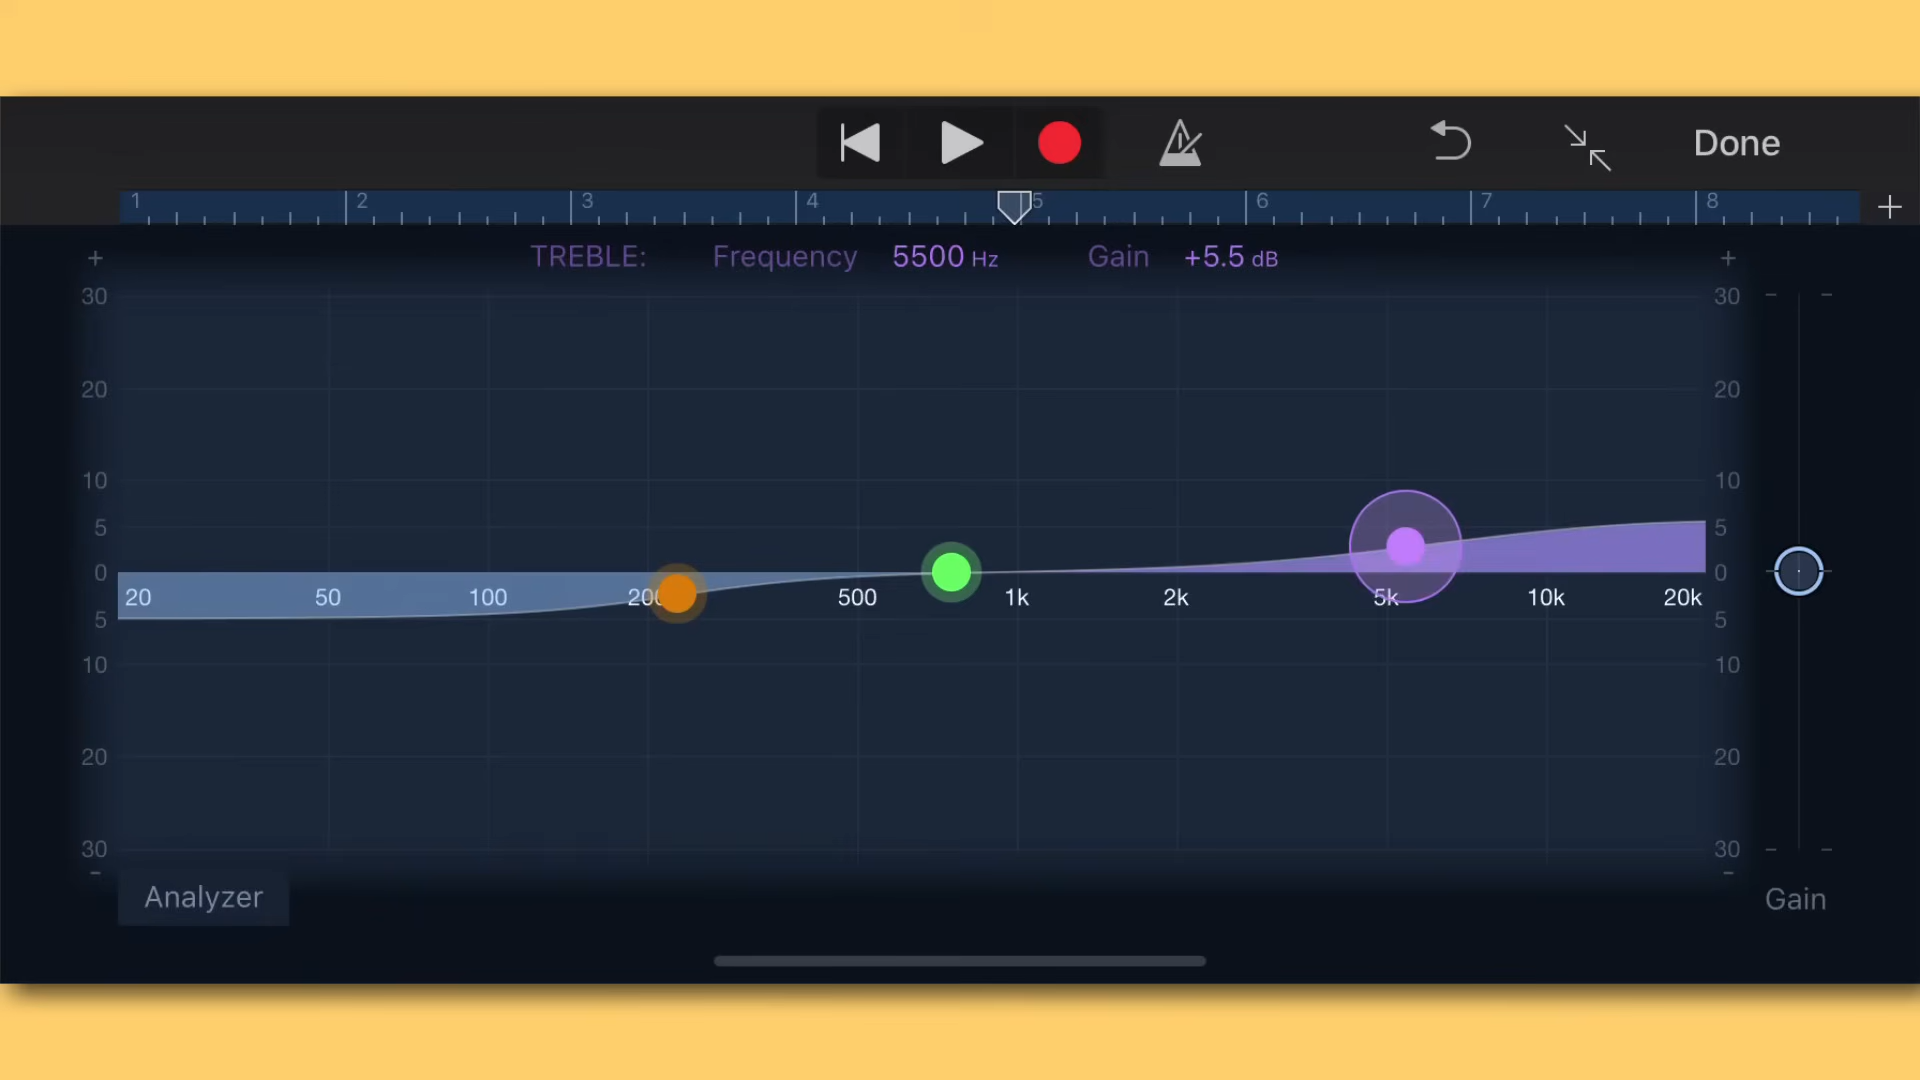 Done
1 2 3 4 5 6 7 8 +
+ TREBLE: Frequency 5500 Hz Gain +5.5 dB +
30 30
20 20
10 10
5 5
0 0
20 50 100 200 500 1k 2k 5k 10k 20k
5 5
10 10
20 20
30 30
- -
Analyzer Gain